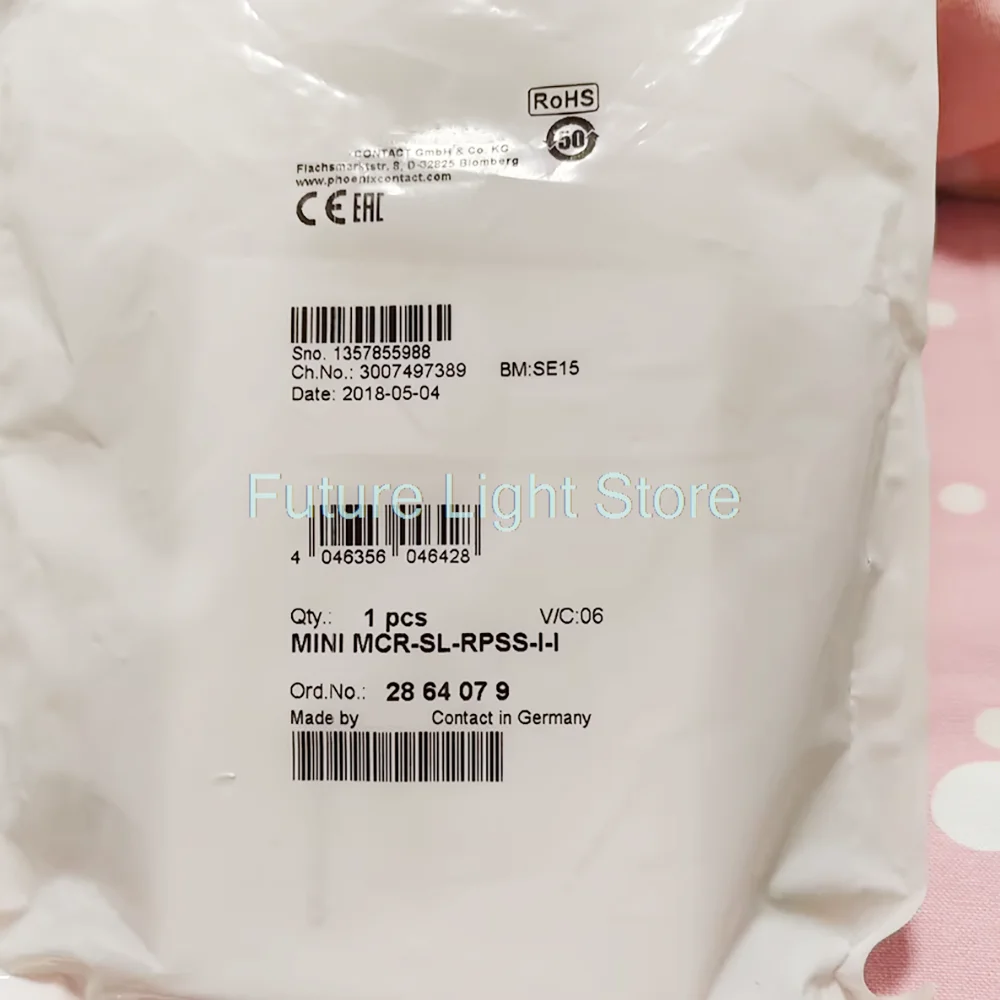 RoHS
50
CONTACT GmbH & Co. KG
Flachsmarktstr. 8, D-32825 Blomberg
www.phoenixcontact.com
CE EAC
Sno. 1357855988
Ch.No.: 3007497389 BM:SE15
Date: 2018-05-04
Future Light Store
4 046356 046428
Qty.: 1 pcs V/C:06
MINI MCR-SL-RPSS-I-I
Ord.No.: 28 64 07 9
Made by Contact in Germany